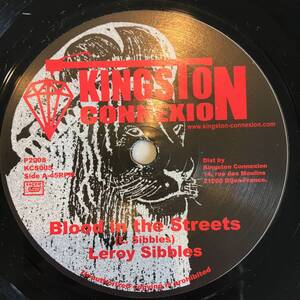 KINGSTON
CONNEXION
www.kingston-connexion.com
P2008
Side A-45RPM
Dist by
Kingston Connexion
14, rue des Moulins
21000 Dijon-France.
Blood in the Streets
(L. Sibbles)
Leroy Sibbles